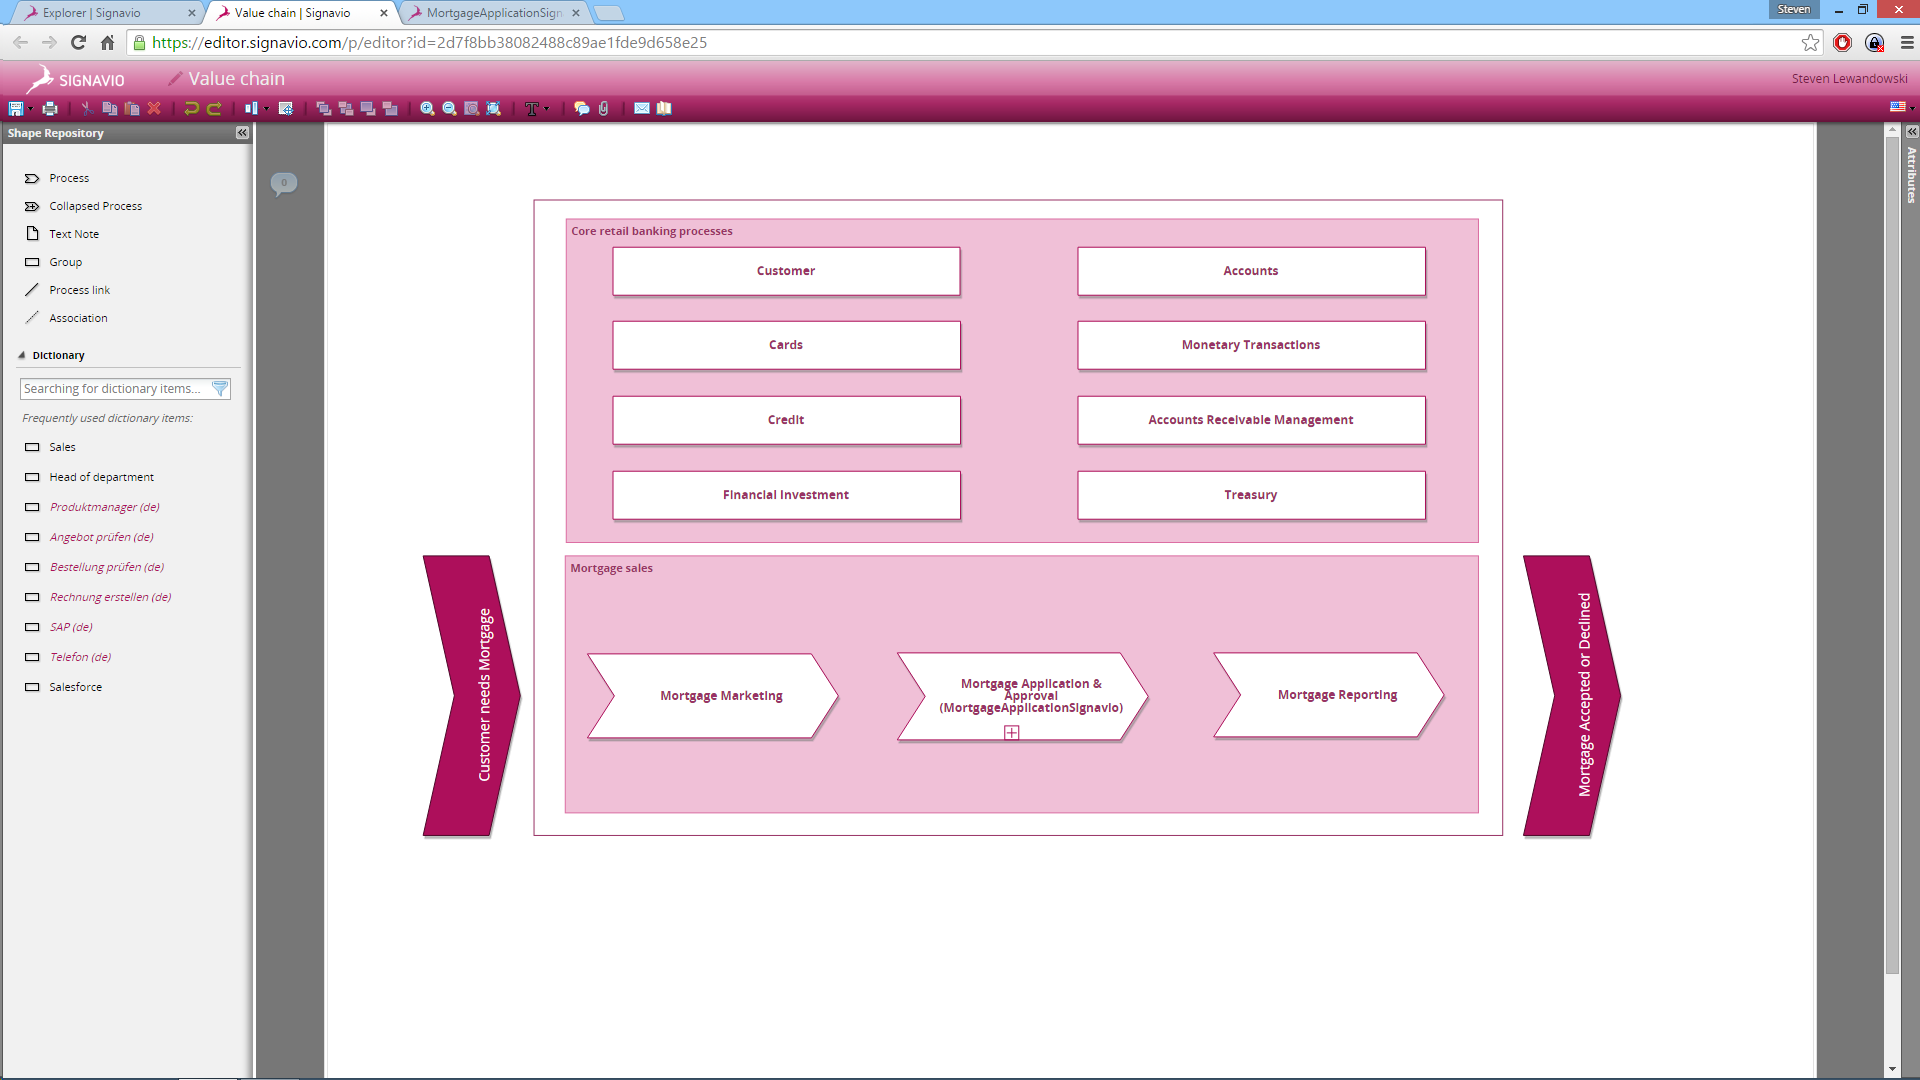 Explorer | Signavio
Value chain | Signavio
MortgageApplicationSign
Steven
https://editor.signavio.com/p/editor?id=2d7f8bb38082488c89ae1fde9d658e25
SIGNAVIO
Value chain
Steven Lewandowski
Shape Repository
Process
Collapsed Process
Text Note
Group
Process link
Association
Dictionary
Searching for dictionary items...
Frequently used dictionary items:
Sales
Head of department
Produktmanager (de)
Angebot prüfen (de)
Bestellung prüfen (de)
Rechnung erstellen (de)
SAP (de)
Telefon (de)
Salesforce
0
Core retail banking processes
Customer
Accounts
Cards
Monetary Transactions
Credit
Accounts Receivable Management
Financial Investment
Treasury
Customer needs Mortgage
Mortgage sales
Mortgage Marketing
Mortgage Application &
Approval
(MortgageApplicationSignavio)
Mortgage Reporting
Mortgage Accepted or Declined
Attributes